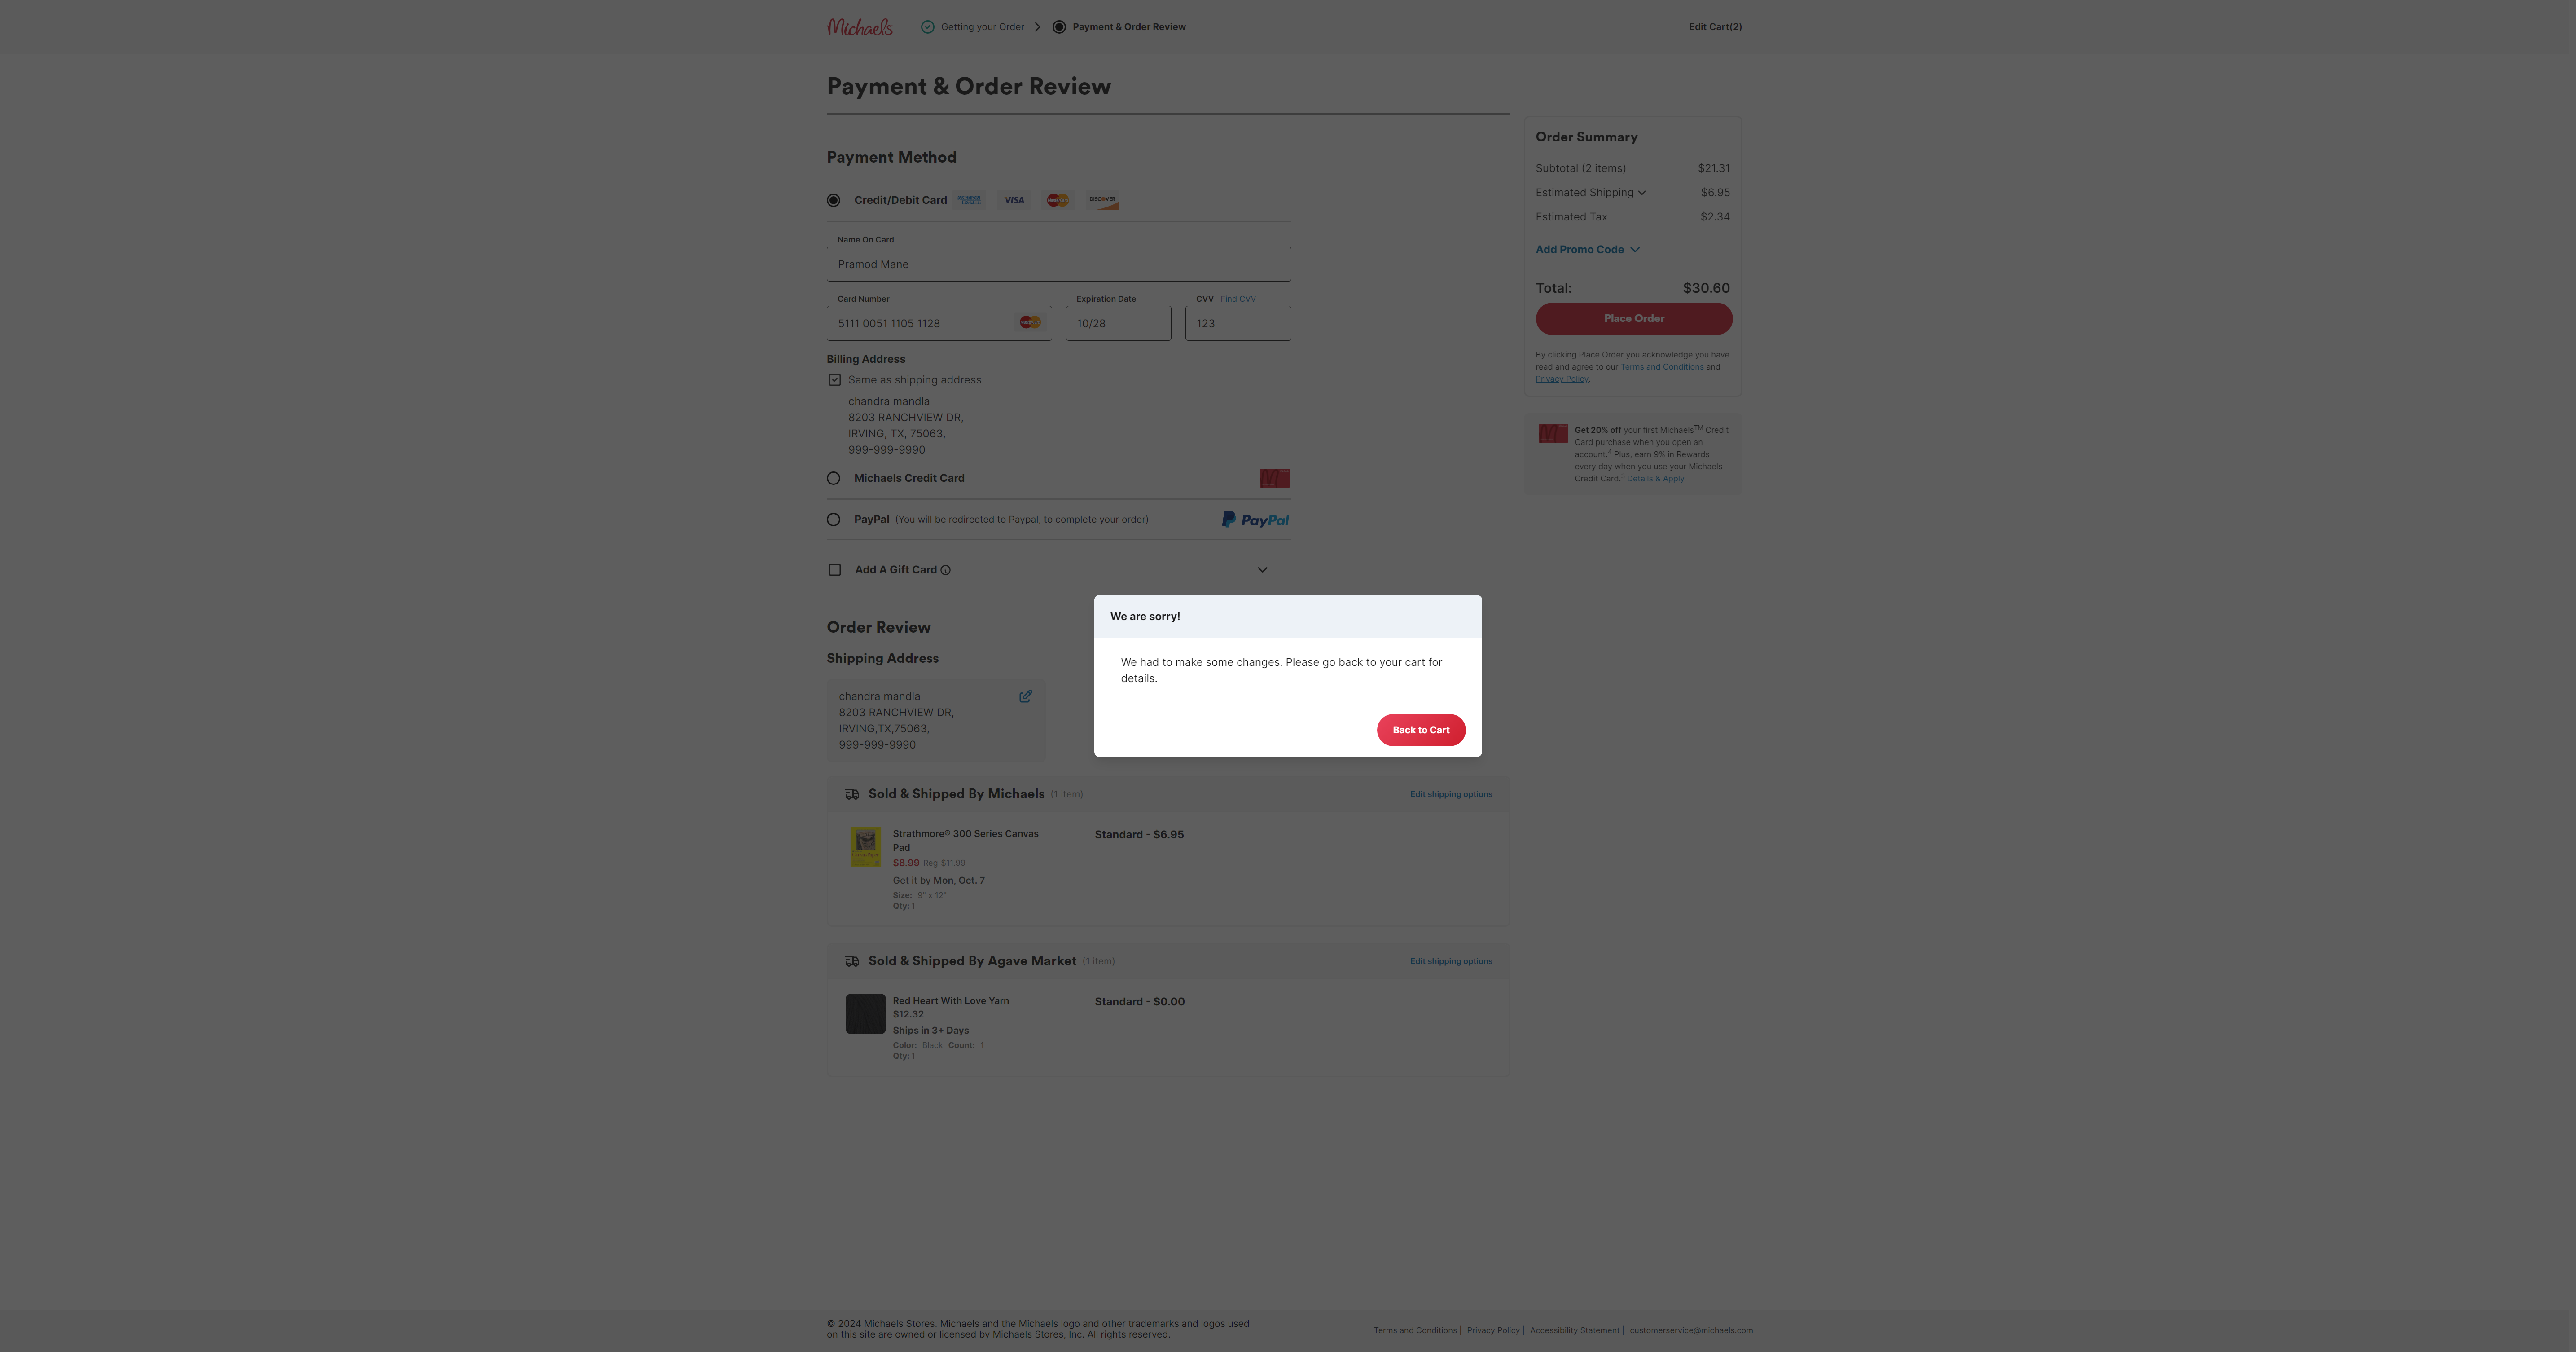 Michaels
Getting your Order
Payment & Order Review
Edit Cart(2)
Payment & Order Review
Payment Method
Credit/Debit Card
VISA
DISCOVER
Name On Card
Pramod Mane
Card Number
Expiration Date
CVV Find CVV
5111 0051 1105 1128
10/28
123
Billing Address
Same as shipping address
chandra mandla
8203 RANCHVIEW DR,
IRVING, TX, 75063,
999-999-9990
Michaels Credit Card
PayPal (You will be redirected to Paypal, to complete your order)
PayPal
Add A Gift Card
Order Summary
Subtotal (2 items) $21.31
Estimated Shipping $6.95
Estimated Tax $2.34
Add Promo Code
Total: $30.60
Place Order
By clicking Place Order you acknowledge you have
read and agree to our Terms and Conditions and
Privacy Policy.
Get 20% off your first Michaels™ Credit
Card purchase when you open an
account.⁴ Plus, earn 9% in Rewards
every day when you use your Michaels
Credit Card.³ Details & Apply
We are sorry!
We had to make some changes. Please go back to your cart for
details.
Back to Cart
Order Review
Shipping Address
chandra mandla
8203 RANCHVIEW DR,
IRVING,TX,75063,
999-999-9990
Sold & Shipped By Michaels (1 item)
Edit shipping options
Strathmore® 300 Series Canvas
Pad
$8.99 Reg $11.99
Get it by Mon, Oct. 7
Size: 9" x 12"
Qty: 1
Standard - $6.95
Sold & Shipped By Agave Market (1 item)
Edit shipping options
Red Heart With Love Yarn
$12.32
Ships in 3+ Days
Color: Black Count: 1
Qty: 1
Standard - $0.00
© 2024 Michaels Stores. Michaels and the Michaels logo and other trademarks and logos used
on this site are owned or licensed by Michaels Stores, Inc. All rights reserved.
Terms and Conditions | Privacy Policy | Accessibility Statement | customerservice@michaels.com